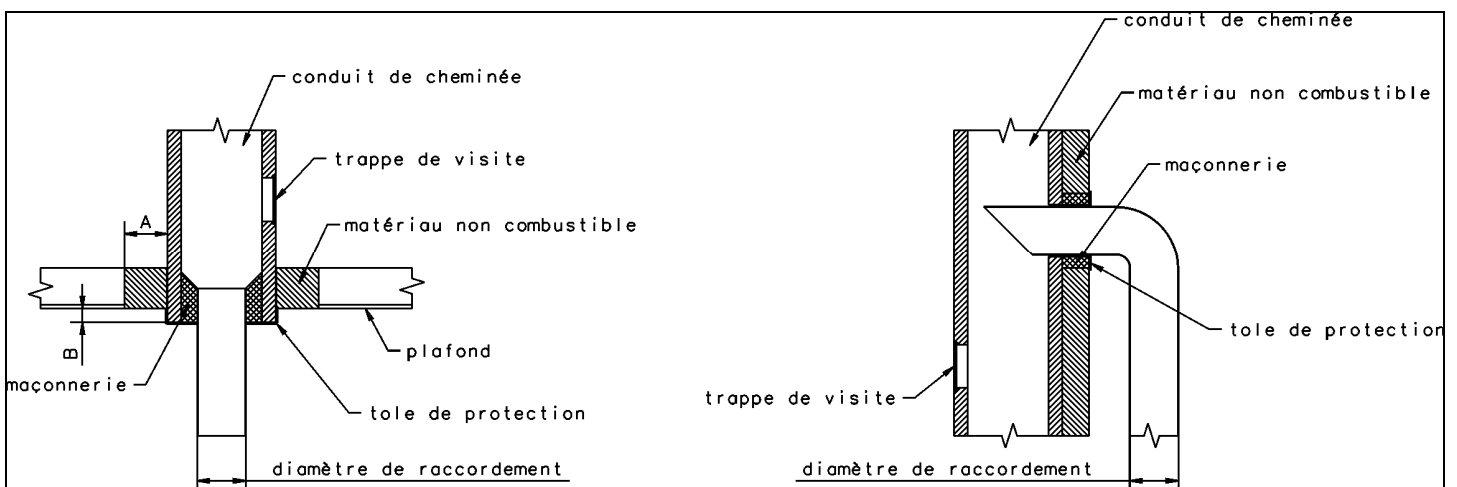 conduit de cheminée
trappe de visite
A
matériau non combustible
B
plafond
maçonnerie
tole de protection
diamètre de raccordement
conduit de cheminée
matériau non combustible
maçonnerie
tole de protection
trappe de visite
diamètre de raccordement